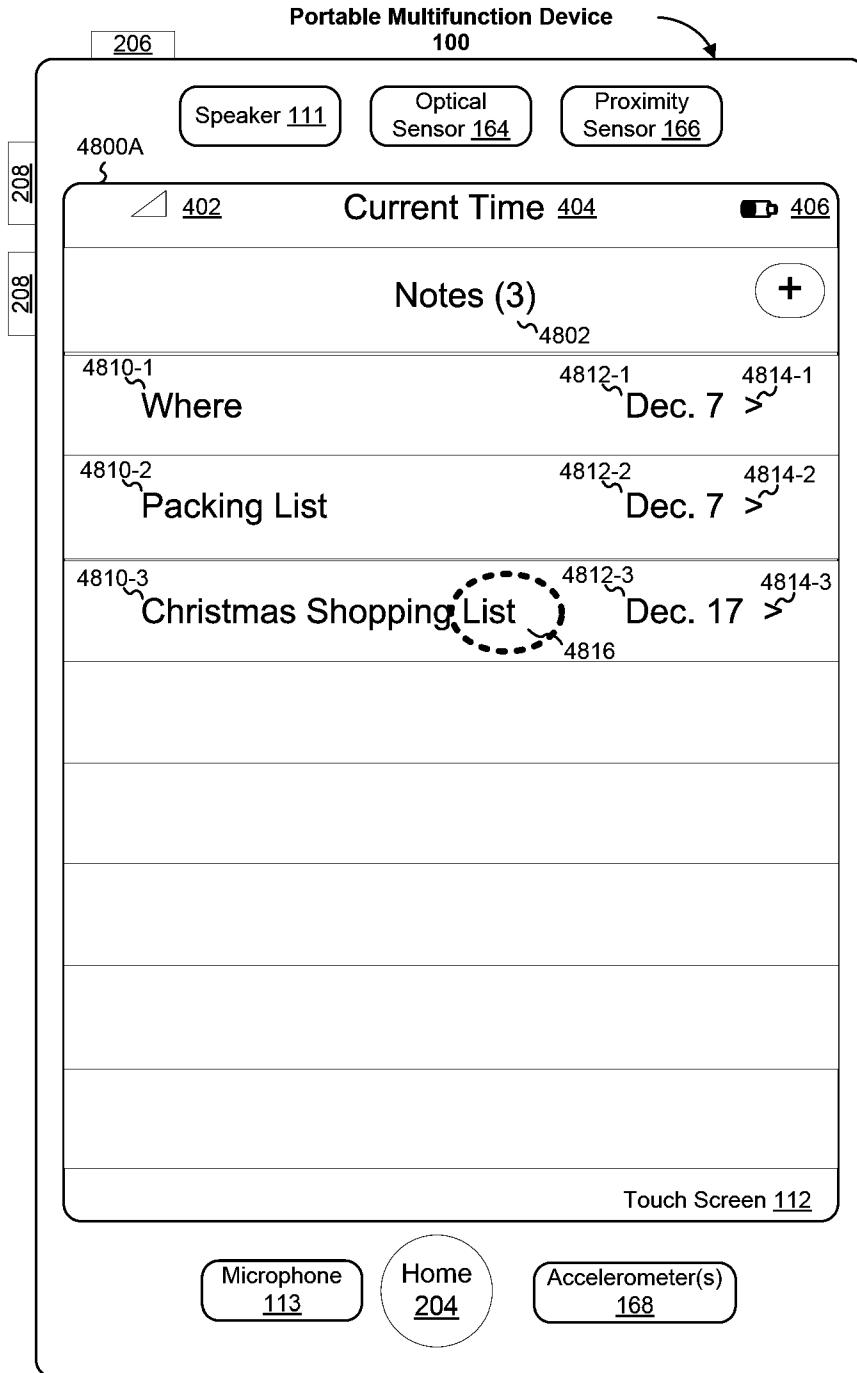 Portable Multifunction Device
100
206
Speaker 111
Optical
Sensor 164
Proximity
Sensor 166
208
4800A
402
Current Time 404
406
208
Notes (3)
+
4802
4810-1
Where
4812-1
Dec. 7 >
4814-1
4810-2
Packing List
4812-2
Dec. 7 >
4814-2
4810-3
Christmas Shopping List
4812-3
Dec. 17 >
4814-3
4816
Touch Screen 112
Microphone
113
Home
204
Accelerometer(s)
168